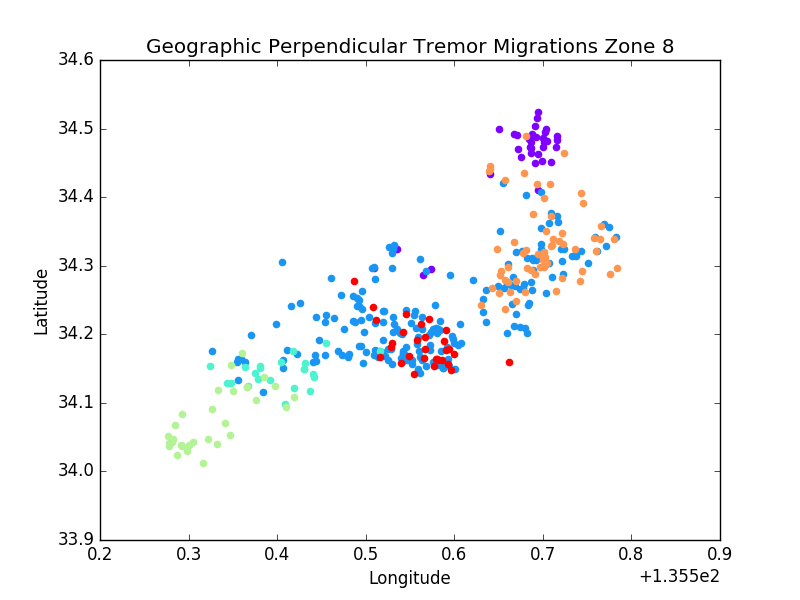 Geographic Perpendicular Tremor Migrations Zone 8
34.6
34.5
34.4
34.3
34.2
34.1
34.0
33.9
Latitude
0.2 0.3 0.4 0.5 0.6 0.7 0.8 0.9
Longitude
+1.355e2